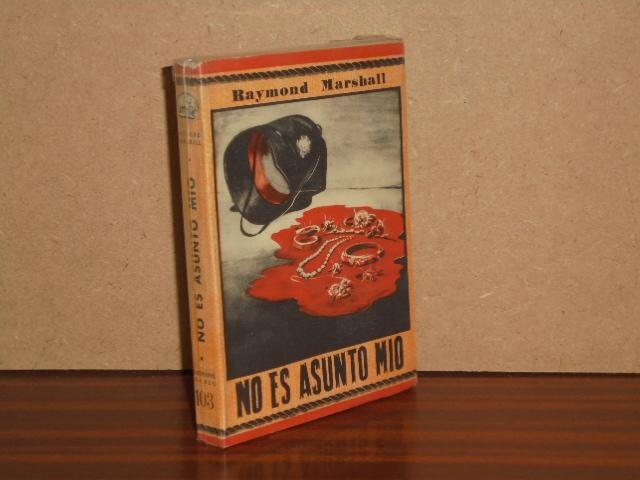 Raymond Marshall
NO ES ASUNTO MIO
NO ES ASUNTO MIO
103